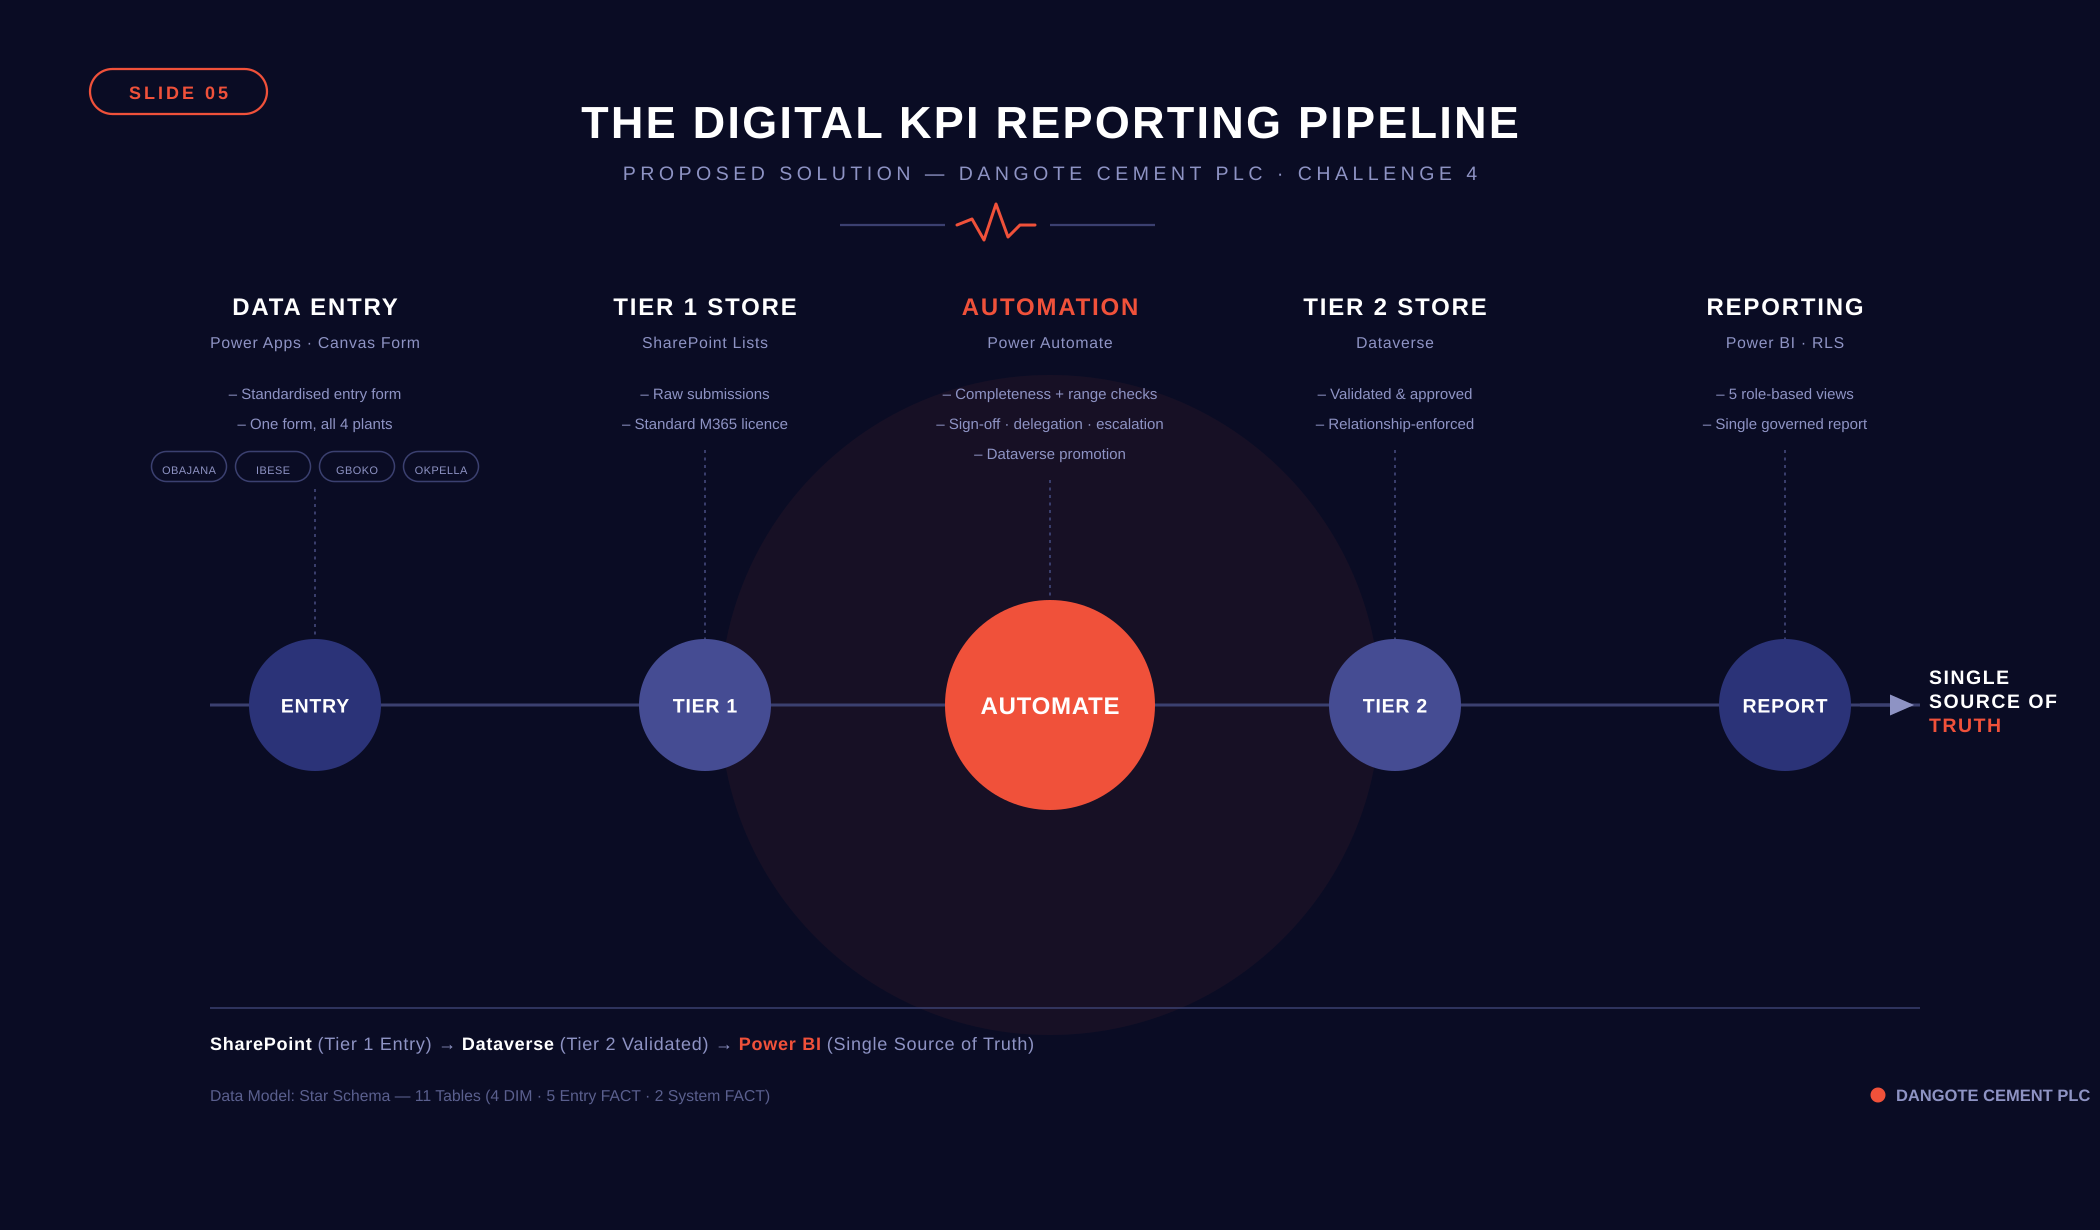 SLIDE 05
THE DIGITAL KPI REPORTING PIPELINE
PROPOSED SOLUTION — DANGOTE CEMENT PLC · CHALLENGE 4
DATA ENTRY
Power Apps · Canvas Form
– Standardised entry form
– One form, all 4 plants
OBAJANA
IBESE
GBOKO
OKPELLA
TIER 1 STORE
SharePoint Lists
– Raw submissions
– Standard M365 licence
AUTOMATION
Power Automate
– Completeness + range checks
– Sign-off · delegation · escalation
– Dataverse promotion
TIER 2 STORE
Dataverse
– Validated & approved
– Relationship-enforced
REPORTING
Power BI · RLS
– 5 role-based views
– Single governed report
ENTRY
TIER 1
AUTOMATE
TIER 2
REPORT
SINGLE
SOURCE OF
TRUTH
SharePoint (Tier 1 Entry) → Dataverse (Tier 2 Validated) → Power BI (Single Source of Truth)
Data Model: Star Schema — 11 Tables (4 DIM · 5 Entry FACT · 2 System FACT)
DANGOTE CEMENT PLC